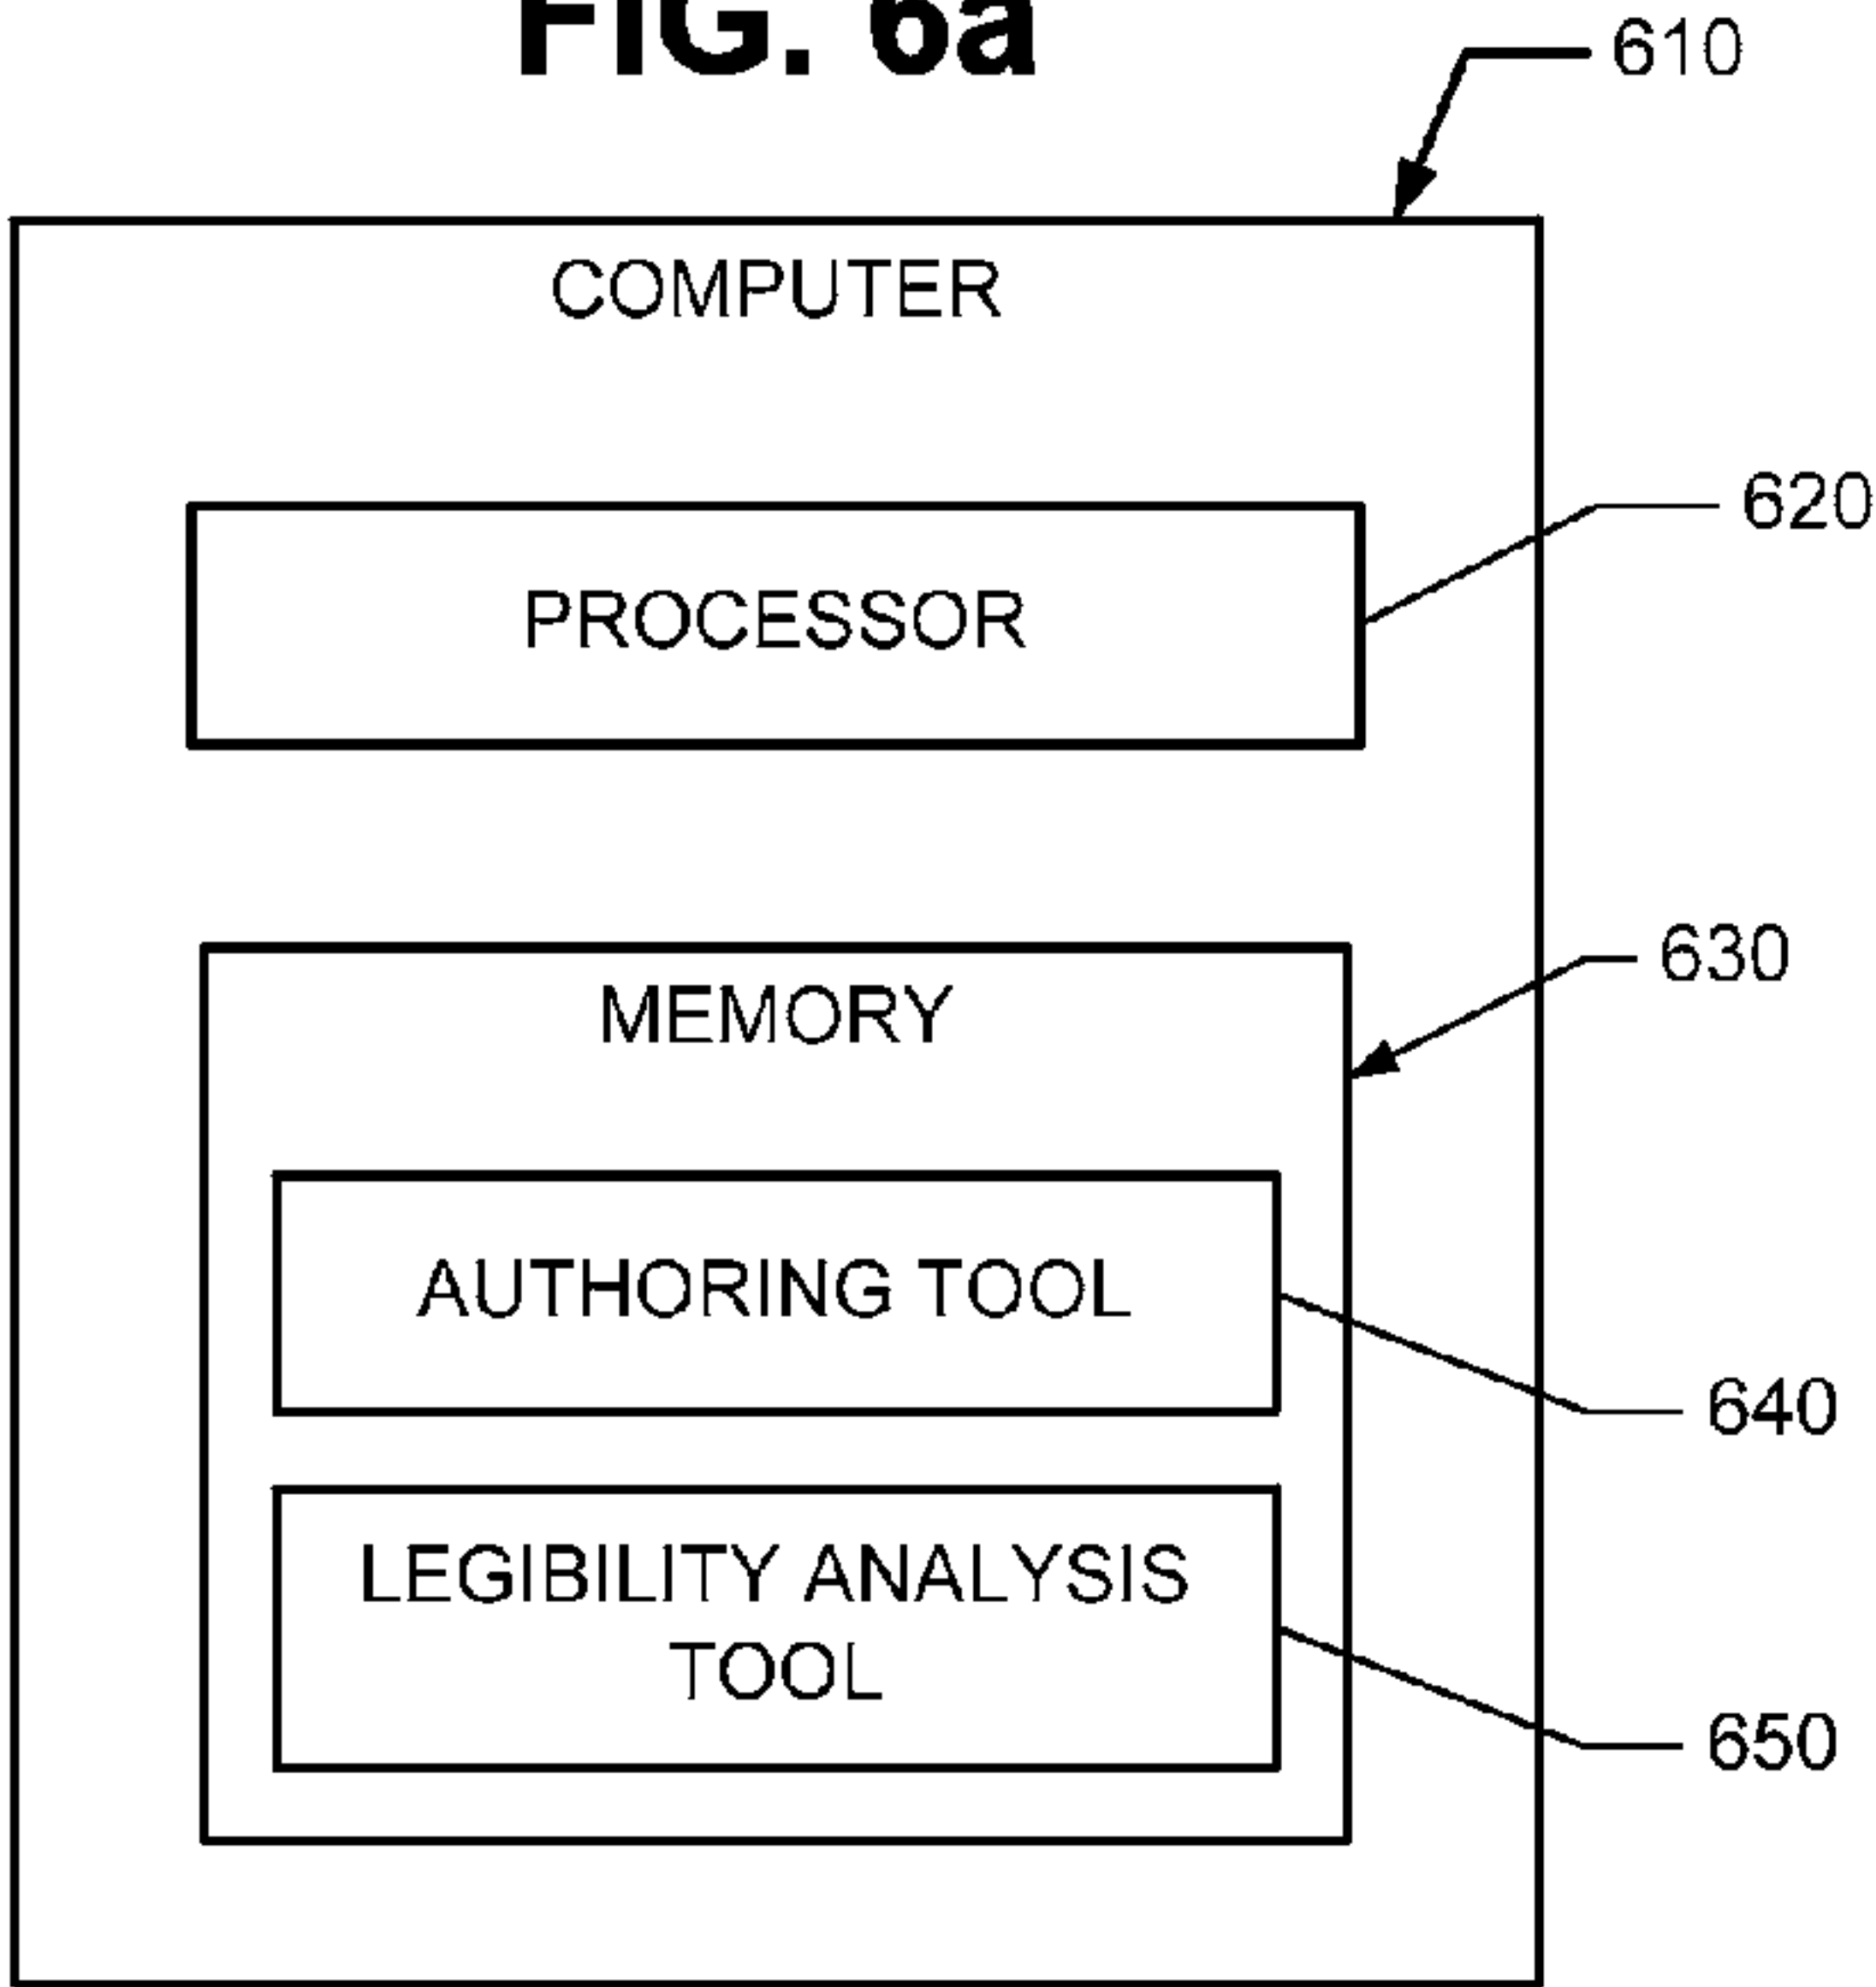 FIG. 6a
610
COMPUTER
620
PROCESSOR
630
MEMORY
AUTHORING TOOL
640
LEGIBILITY ANALYSIS
TOOL
650